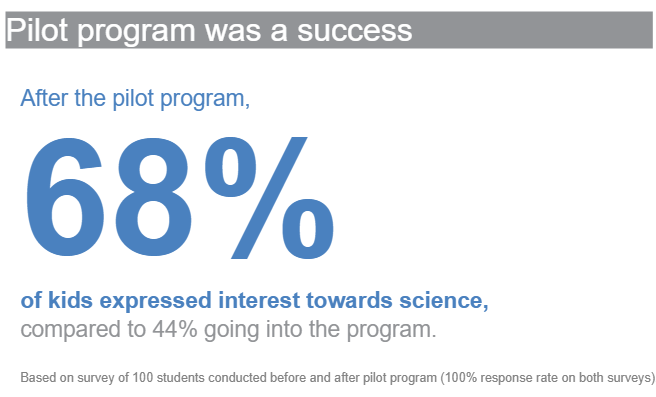 Pilot program was a success
After the pilot program,
68%
of kids expressed interest towards science,
compared to 44% going into the program.
Based on survey of 100 students conducted before and after pilot program (100% response rate on both surveys)